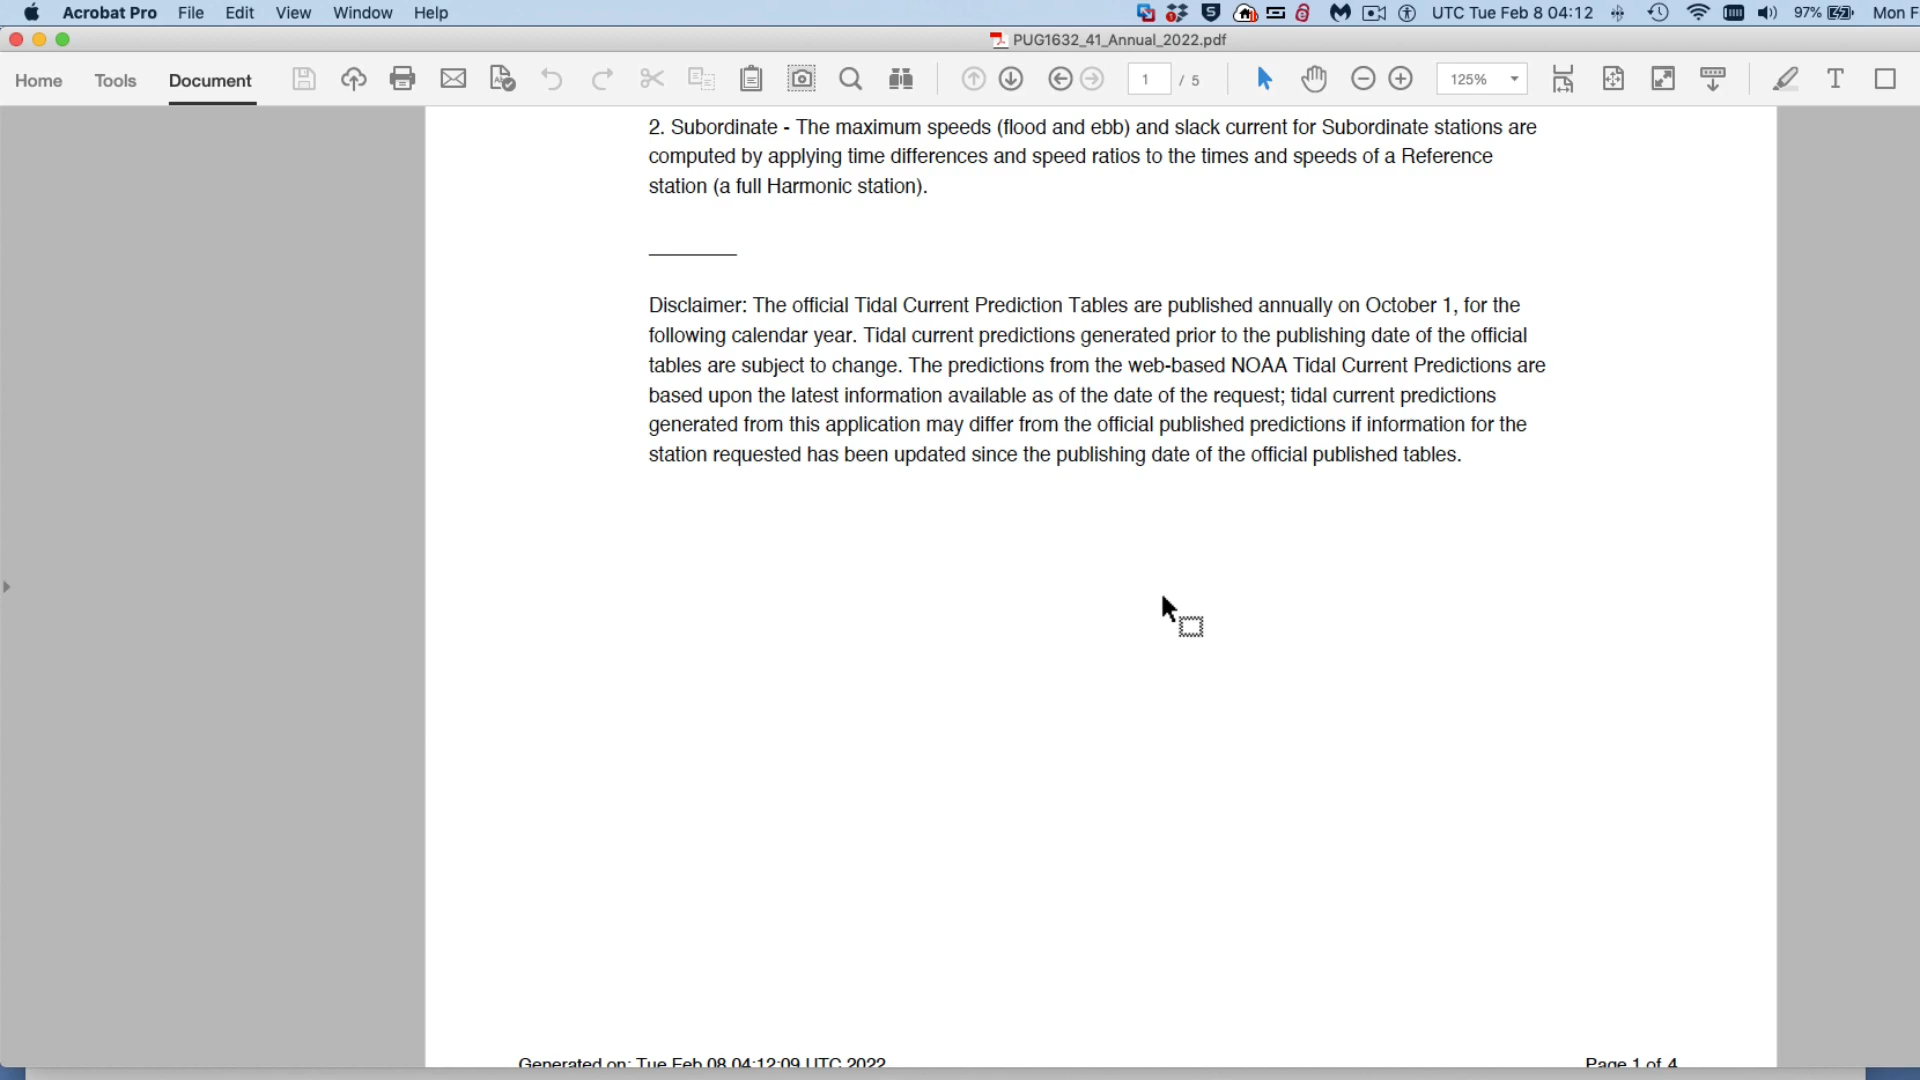 Acrobat Pro File Edit View Window Help UTC Tue Feb 8 04:12 97% Mon F
PUG1632_41_Annual_2022.pdf
Home Tools Document 1 / 5 125%
2. Subordinate - The maximum speeds (flood and ebb) and slack current for Subordinate stations are
computed by applying time differences and speed ratios to the times and speeds of a Reference
station (a full Harmonic station).
Disclaimer: The official Tidal Current Prediction Tables are published annually on October 1, for the
following calendar year. Tidal current predictions generated prior to the publishing date of the official
tables are subject to change. The predictions from the web-based NOAA Tidal Current Predictions are
based upon the latest information available as of the date of the request; tidal current predictions
generated from this application may differ from the official published predictions if information for the
station requested has been updated since the publishing date of the official published tables.
Generated on: Tue Feb 08 04:12:09 UTC 2022 Page 1 of 4